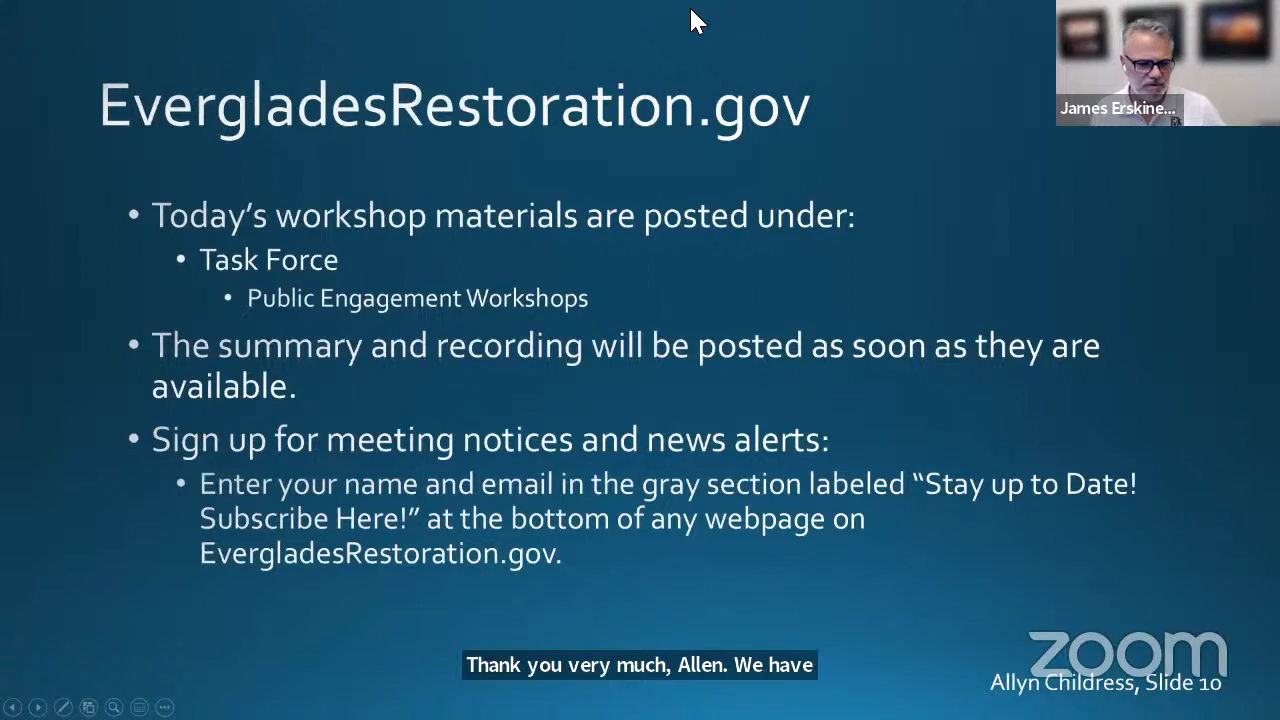 EvergladesRestoration.gov
James Erskine...
• Today’s workshop materials are posted under:
• Task Force
• Public Engagement Workshops
• The summary and recording will be posted as soon as they are
available.
• Sign up for meeting notices and news alerts:
• Enter your name and email in the gray section labeled “Stay up to Date!
Subscribe Here!” at the bottom of any webpage on
EvergladesRestoration.gov.
Thank you very much, Allen. We have
zoom
Allyn Childress, Slide 10